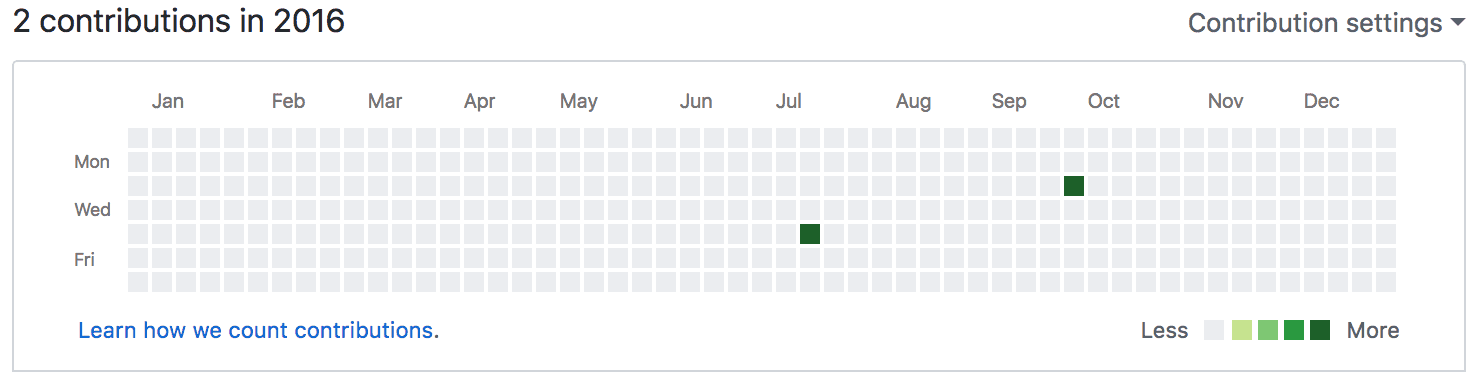 2 contributions in 2016
Contribution settings
Jan Feb Mar Apr May Jun Jul Aug Sep Oct Nov Dec
Mon
Wed
Fri
Learn how we count contributions.
Less More